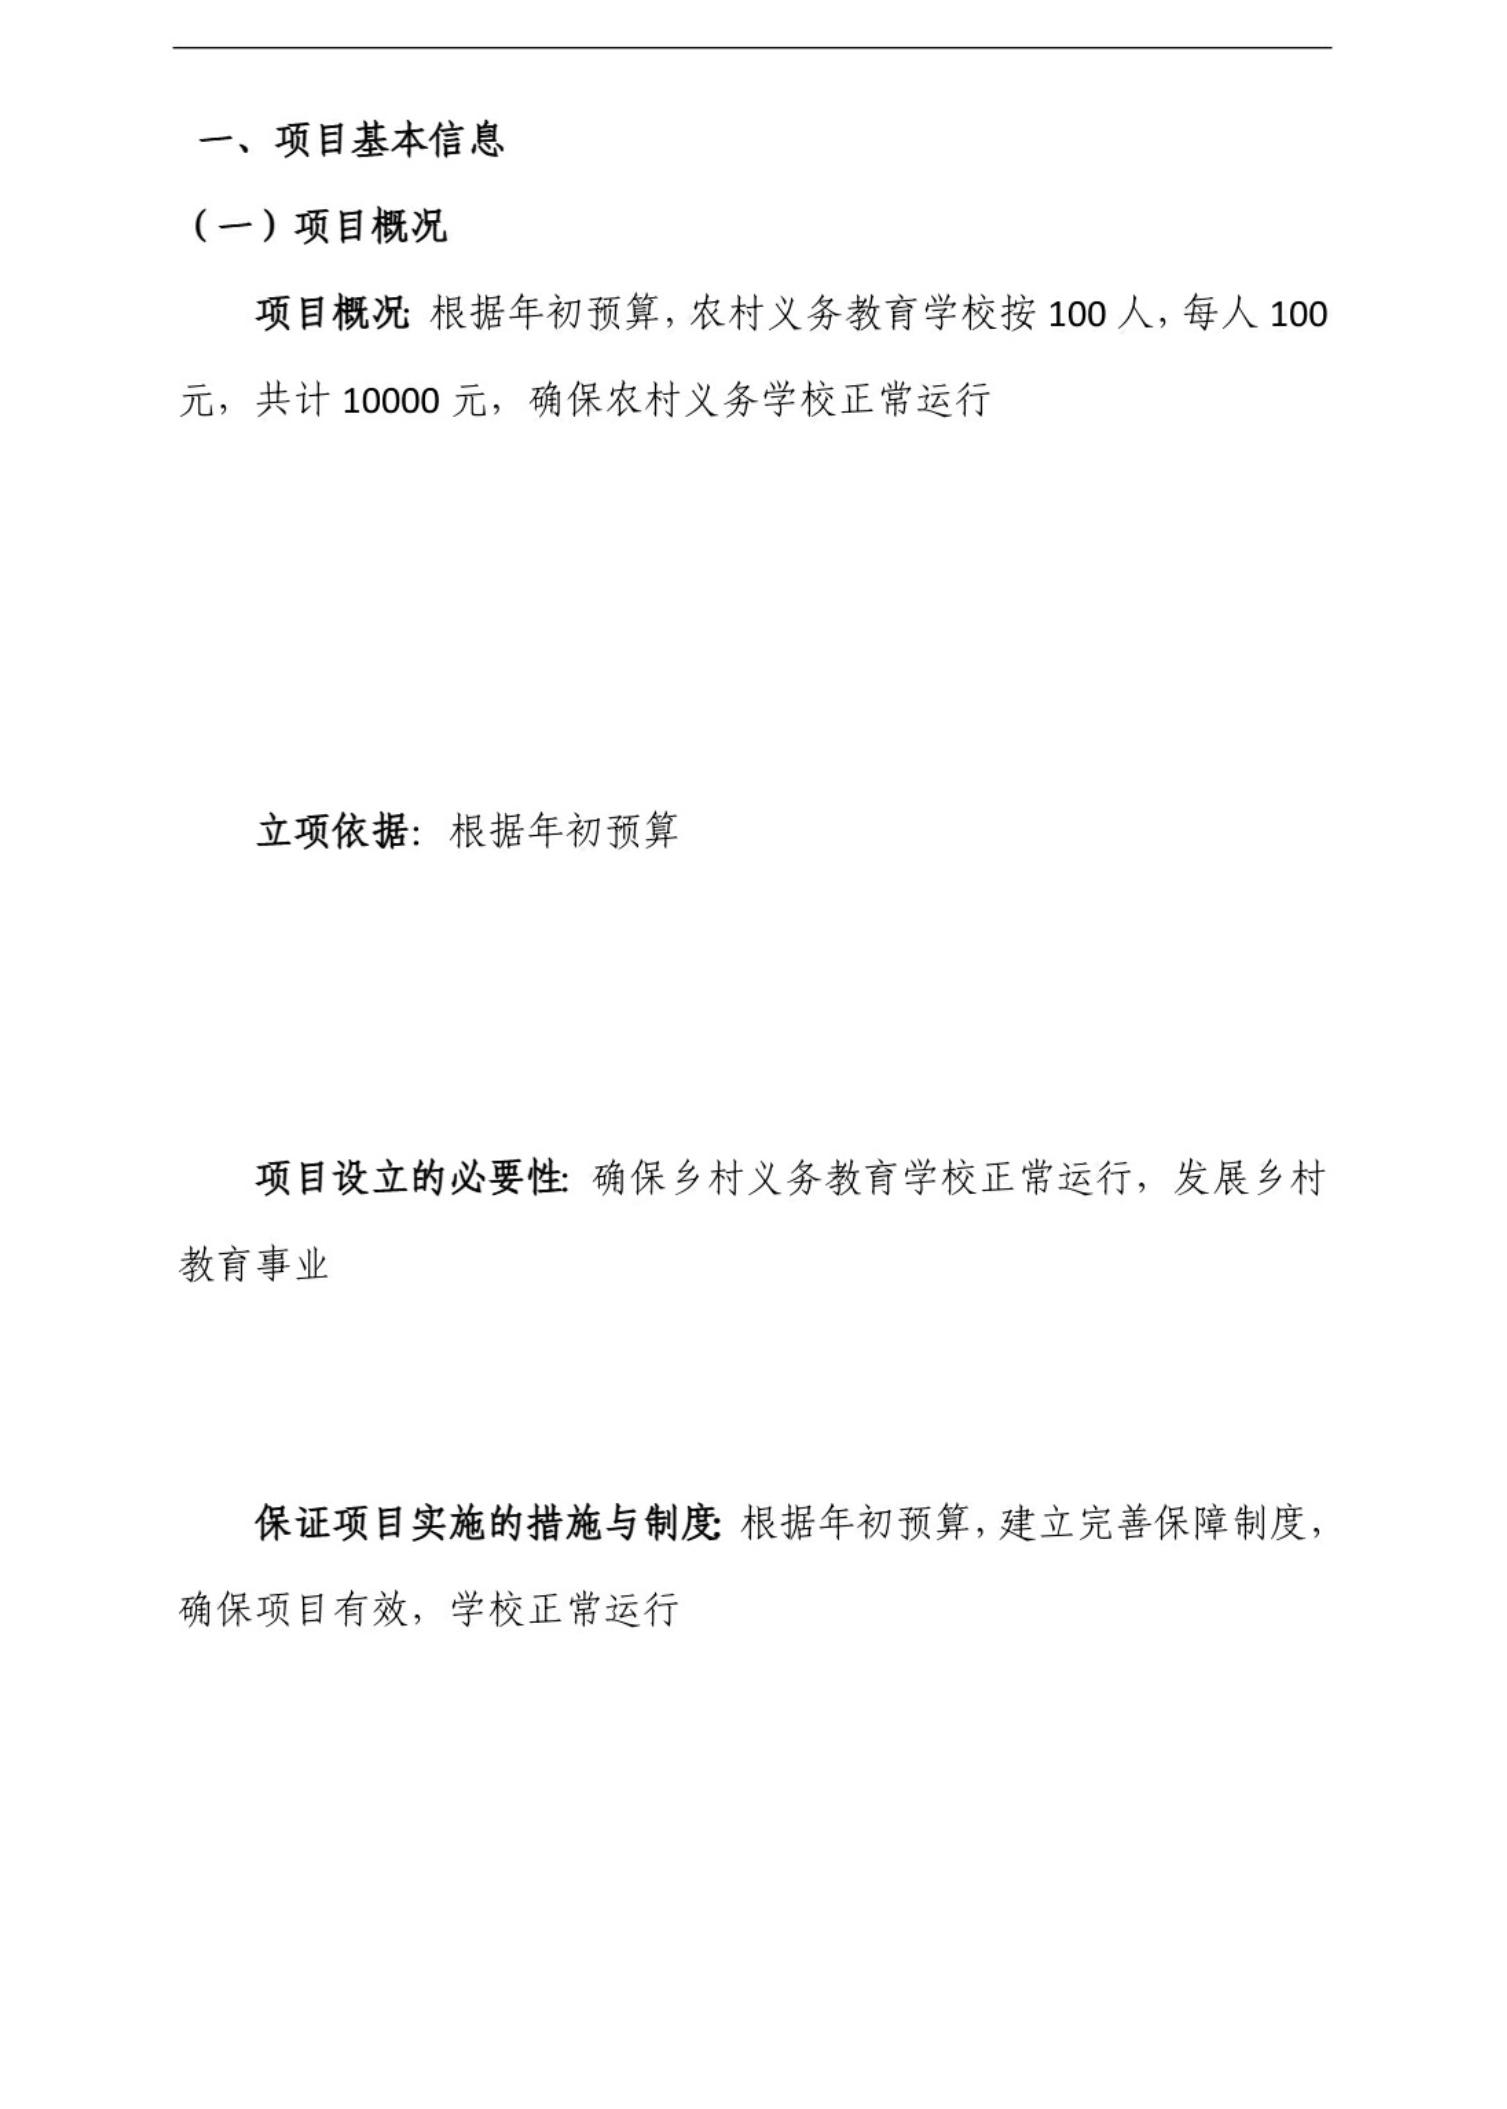 一、项目基本信息
（一）项目概况
项目概况：根据年初预算，农村义务教育学校按 100 人，每人 100
元，共计 10000 元，确保农村义务学校正常运行
立项依据：根据年初预算
项目设立的必要性：确保乡村义务教育学校正常运行，发展乡村
教育事业
保证项目实施的措施与制度：根据年初预算，建立完善保障制度，
确保项目有效，学校正常运行